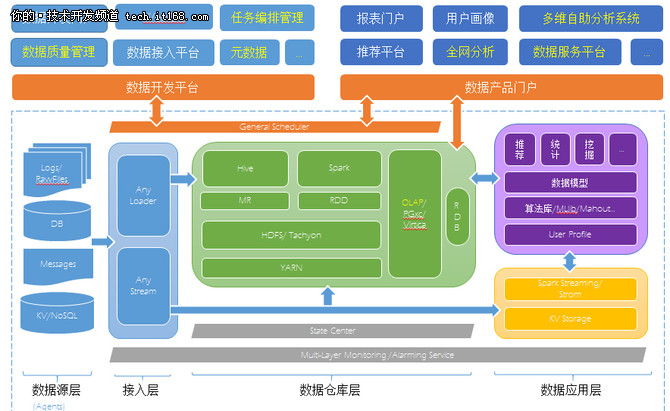 你的·技术开发频道 tech.it168.com
任务编排管理
报表门户
用户画像
多维自助分析系统
数据质量管理
数据接入平台
元数据
...
推荐平台
全网分析
数据服务平台
...
数据开发平台
数据产品门户
General Scheduler
Logs/
RawFiles
DB
Messages
KV/NoSQL
Any
Loader
Any
Stream
Hive
Spark
MR
RDD
HDFS/ Tachyon
YARN
OLAP/
PGxc/
Vertica
RDB
推荐
统计
挖掘
...
数据模型
算法库/MLlib/Mahout...
User Profile
Spark Streaming/
Strom
KV Storage
State Center
Multi-Layer Monitoring /Alarming Service
数据源层
接入层
数据仓库层
数据应用层
(Agents)